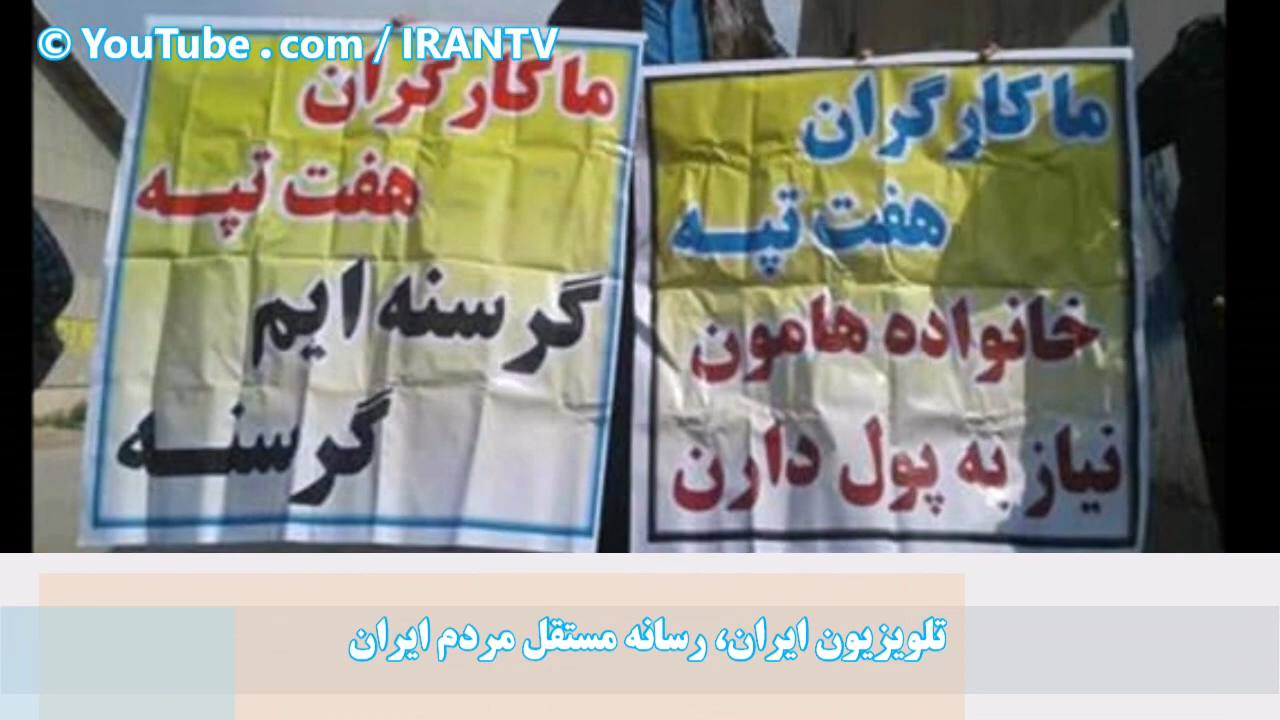 © YouTube . com / IRANTV
ما کارگران
هفت تپه
گرسنه ایم
گرسنه
ما کارگران
هفت تپه
خانواده هامون
نیاز به پول دارن
تلویزیون ایران، رسانه مستقل مردم ایران